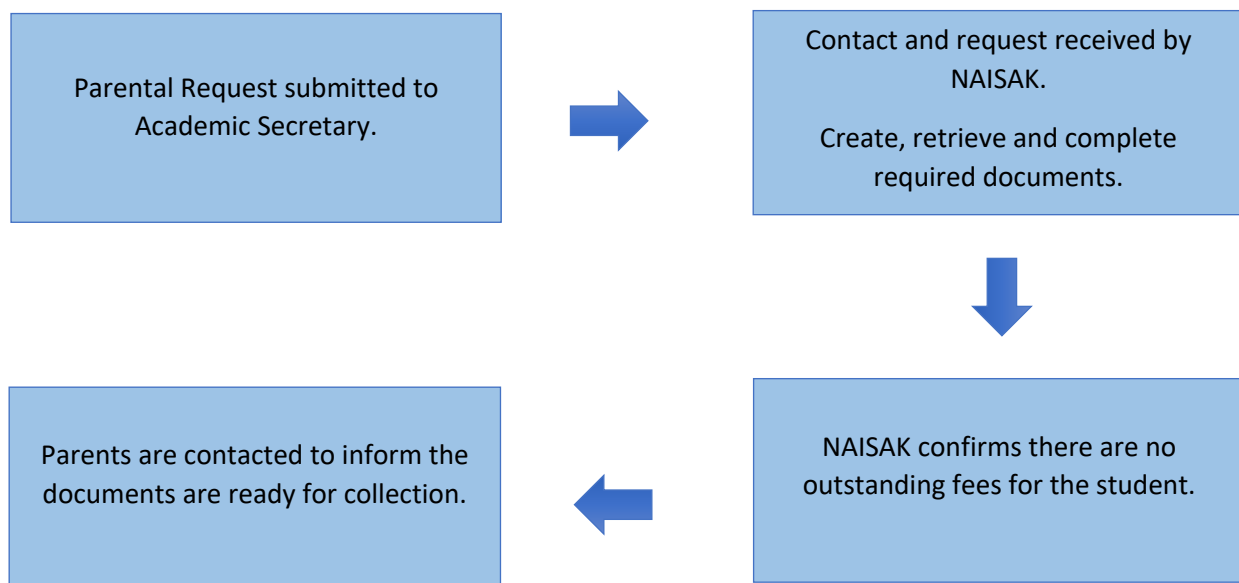 Parental Request submitted to
Academic Secretary.
Contact and request received by
NAISAK.
Create, retrieve and complete
required documents.
NAISAK confirms there are no
outstanding fees for the student.
Parents are contacted to inform the
documents are ready for collection.